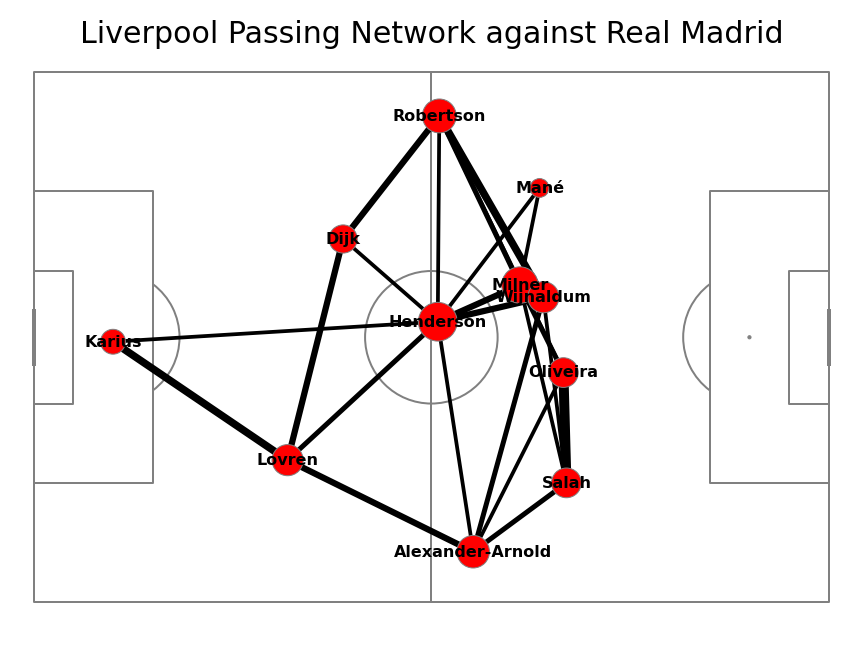 Liverpool Passing Network against Real Madrid
Robertson
Mané
Dijk
Milner
Wijnaldum
Henderson
Karius
Oliveira
Lovren
Salah
Alexander-Arnold